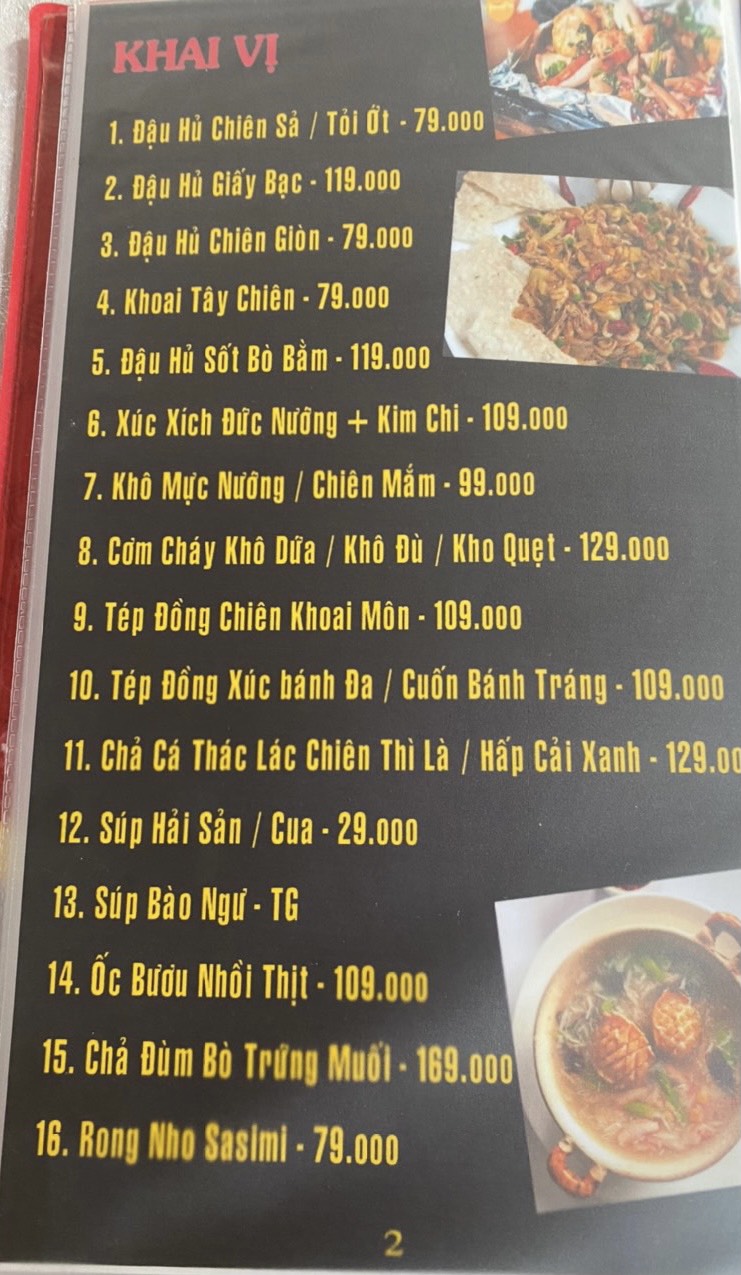 KHAI VỊ
1. Đậu Hủ Chiên Sả / Tỏi Ớt - 79.000
2. Đậu Hủ Giấy Bạc - 119.000
3. Đậu Hủ Chiên Giòn - 79.000
4. Khoai Tây Chiên - 79.000
5. Đậu Hủ Sốt Bò Bằm - 119.000
6. Xúc Xích Đức Nướng + Kim Chi - 109.000
7. Khô Mực Nướng / Chiên Mắm - 99.000
8. Cơm Cháy Khô Dứa / Khô Đù / Kho Quẹt - 129.000
9. Tép Đồng Chiên Khoai Môn - 109.000
10. Tép Đồng Xúc bánh Đa / Cuốn Bánh Tráng - 109.000
11. Chả Cá Thác Lác Chiên Thì Là / Hấp Cải Xanh - 129.00
12. Súp Hải Sản / Cua - 29.000
13. Súp Bào Ngư - TG
14. Ốc Bươu Nhồi Thịt - 109.000
15. Chả Đùm Bò Trứng Muối - 169.000
16. Rong Nho Sasimi - 79.000
2